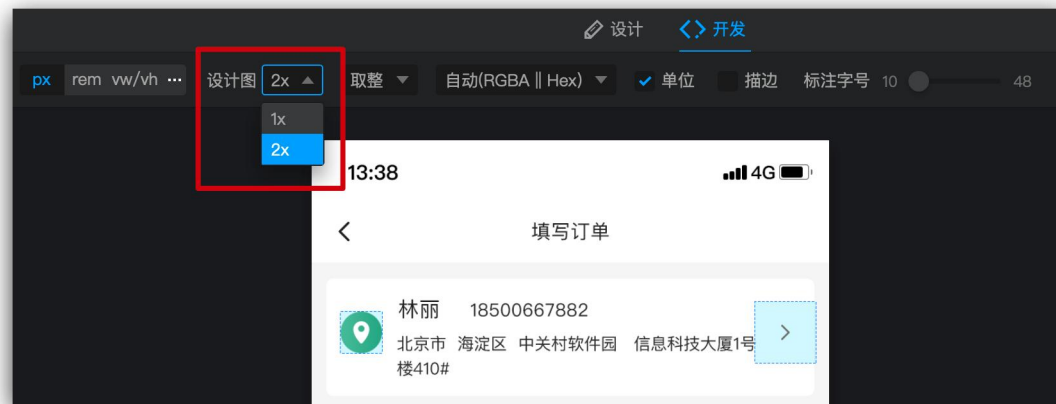 设计 开发
px rem vw/vh ··· 设计图 2x 取整 自动(RGBA || Hex) 单位 描边 标注字号 10 48
1x
2x
13:38 4G
填写订单
林丽 18500667882
北京市 海淀区 中关村软件园 信息科技大厦1号
楼410#